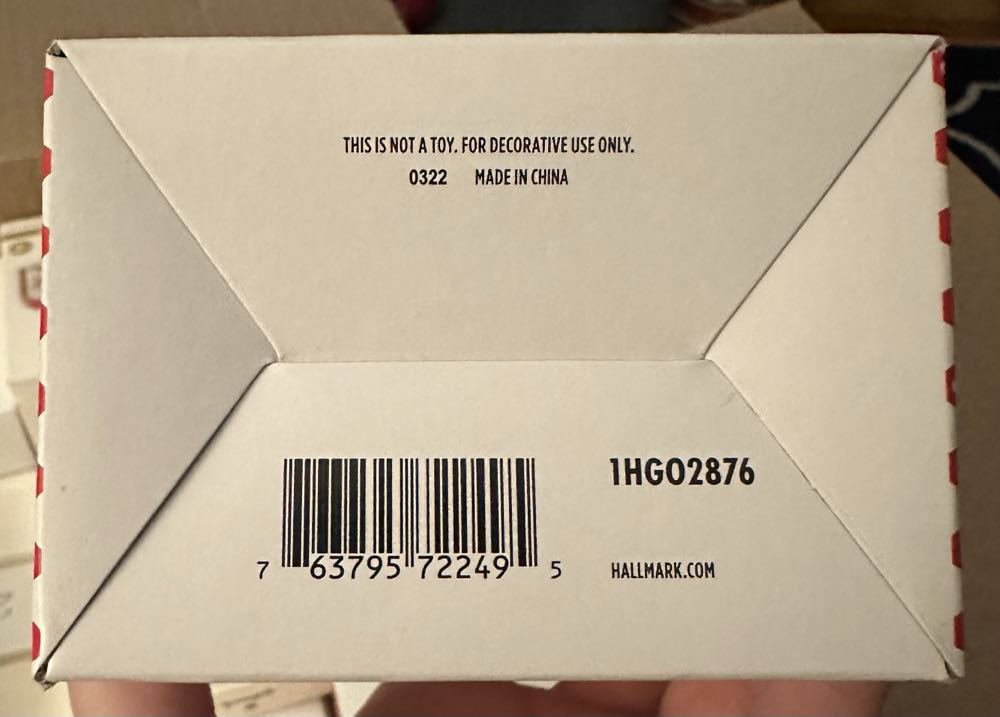 THIS IS NOT A TOY. FOR DECORATIVE USE ONLY.
0322 MADE IN CHINA
1HGO2876
7 63795 72249 5
HALLMARK.COM